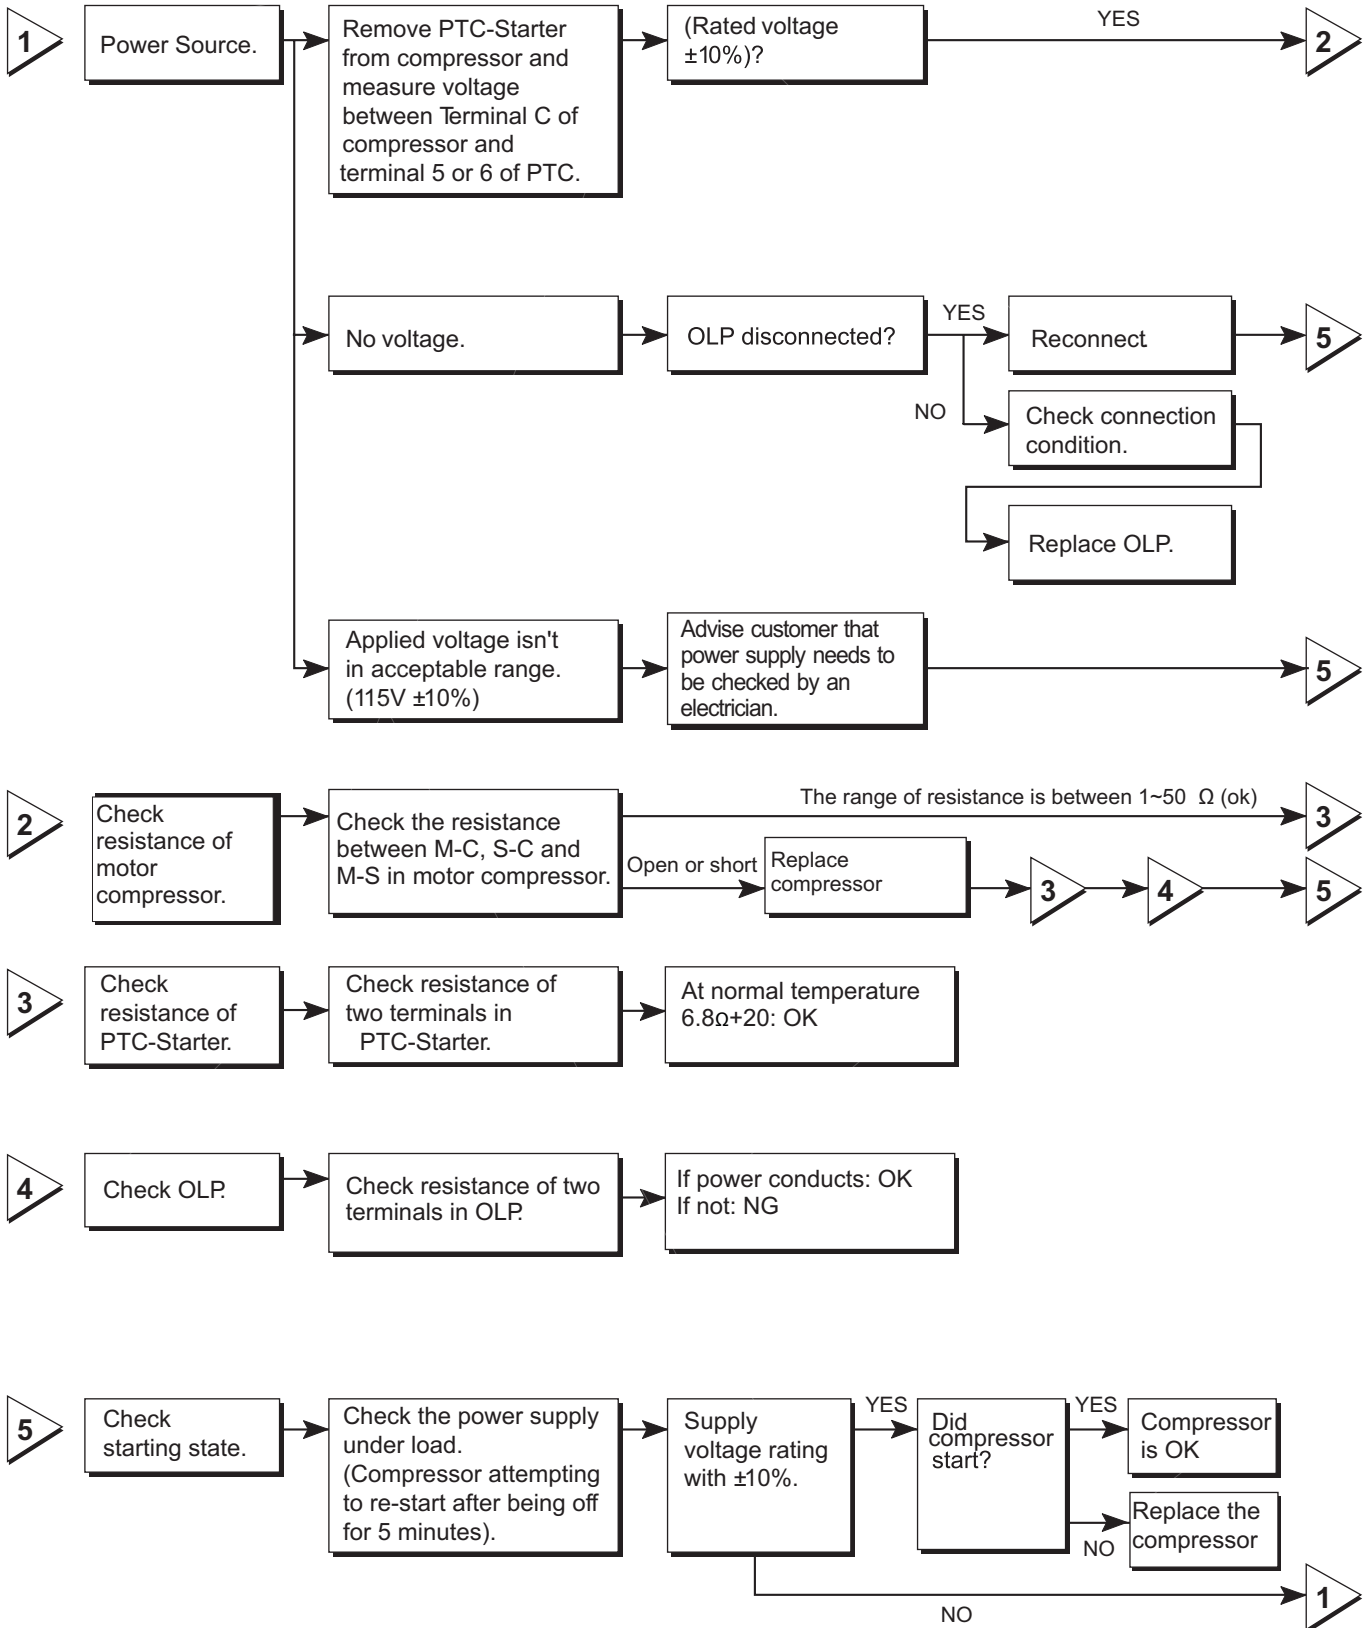 1
Power Source.
Remove PTC-Starter
from compressor and
measure voltage
between Terminal C of
compressor and
terminal 5 or 6 of PTC.
(Rated voltage
±10%)?
YES
2
No voltage.
OLP disconnected?
YES
Reconnect.
5
NO
Check connection
condition.
Replace OLP.
Applied voltage isn't
in acceptable range.
(115V ±10%)
Advise customer that
power supply needs to
be checked by an
electrician.
5
2
Check
resistance of
motor
compressor.
Check the resistance
between M-C, S-C and
M-S in motor compressor.
The range of resistance is between 1~50 Ω (ok)
3
Open or short
Replace
compressor
3
4
5
3
Check
resistance of
PTC-Starter.
Check resistance of
two terminals in
PTC-Starter.
At normal temperature
6.8Ω+20: OK
4
Check OLP.
Check resistance of two
terminals in OLP.
If power conducts: OK
If not: NG
5
Check
starting state.
Check the power supply
under load.
(Compressor attempting
to re-start after being off
for 5 minutes).
Supply
voltage rating
with ±10%.
YES
Did
compressor
start?
YES
Compressor
is OK
NO
Replace the
compressor
NO
1